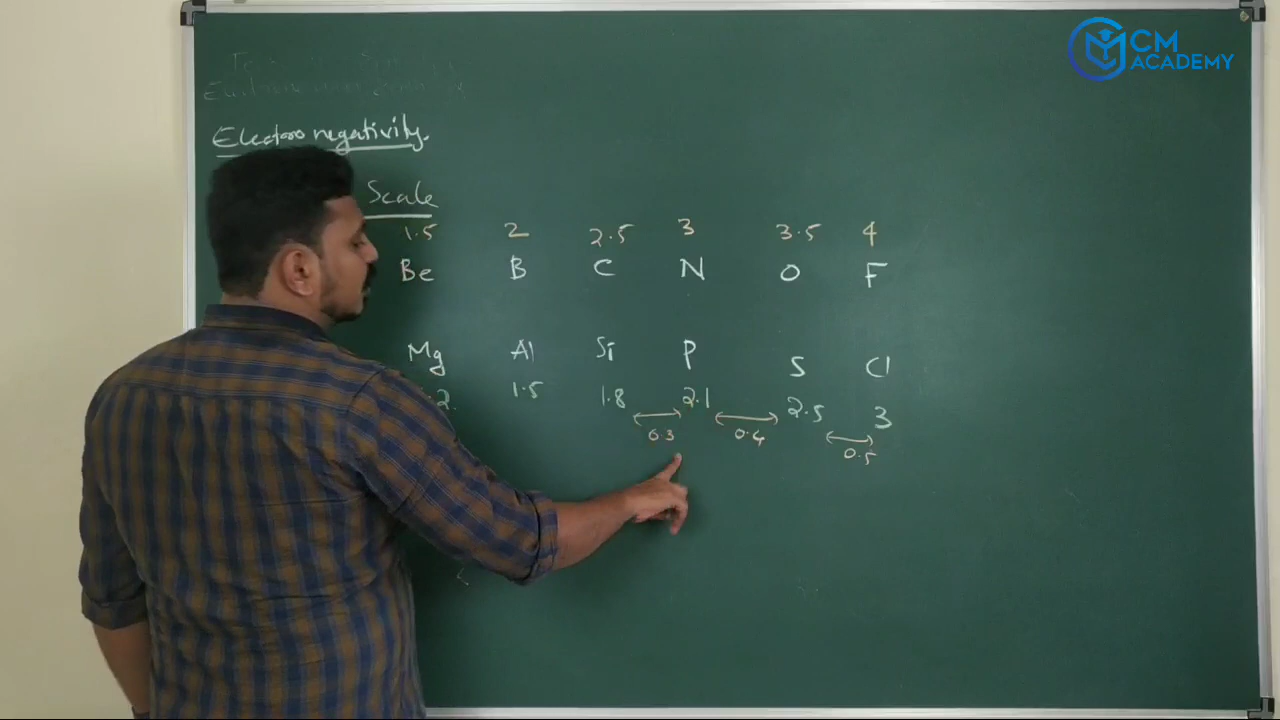 CM
ACADEMY
Electronegativity.
Scale
1.5 2 2.5 3 3.5 4
Be B C N O F
Mg Al Si P S Cl
.2 1.5 1.8 2.1 2.5 3
0.3 0.4 0.5